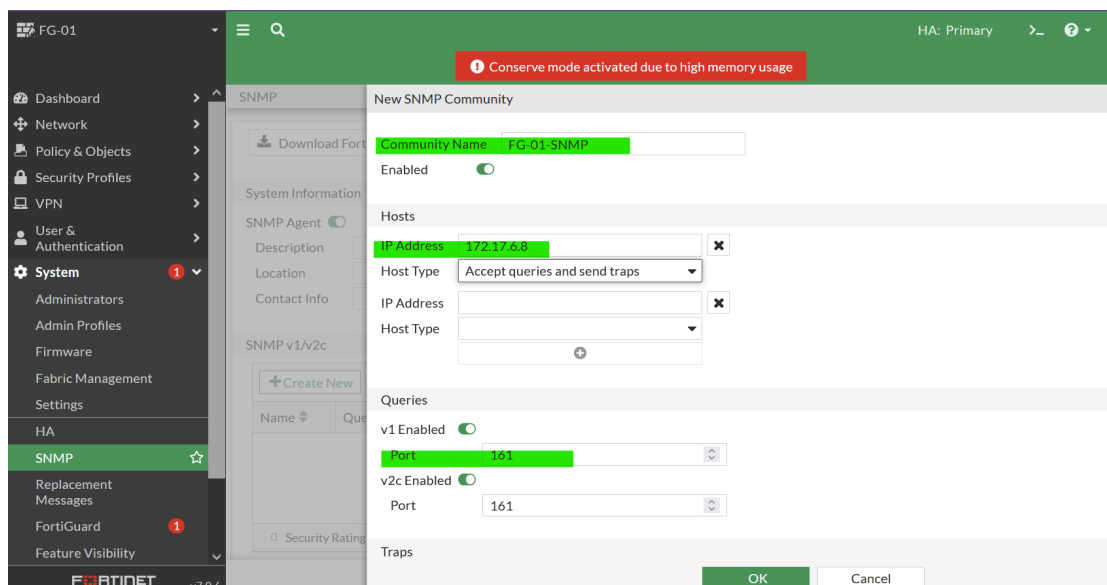 FG-01
HA: Primary
Conserve mode activated due to high memory usage
Dashboard
Network
Policy & Objects
Security Profiles
VPN
User &
Authentication
System 1
Administrators
Admin Profiles
Firmware
Fabric Management
Settings
HA
SNMP
Replacement
Messages
FortiGuard 1
Feature Visibility
FORTINET
SNMP
Download Fort
System Information
SNMP Agent
Description
Location
Contact Info
SNMP v1/v2c
Create New
Name Que
0 Security Rating
New SNMP Community
Community Name FG-01-SNMP
Enabled
Hosts
IP Address 172.17.6.8
Host Type Accept queries and send traps
IP Address
Host Type
Queries
v1 Enabled
Port 161
v2c Enabled
Port 161
Traps
OK Cancel